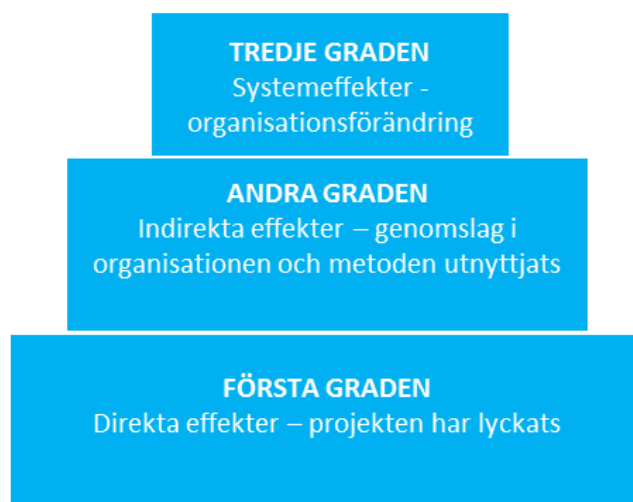 TREDJE GRADEN
Systemeffekter -
organisationsförändring
ANDRA GRADEN
Indirekta effekter – genomslag i
organisationen och metoden utnyttjats
FÖRSTA GRADEN
Direkta effekter – projekten har lyckats